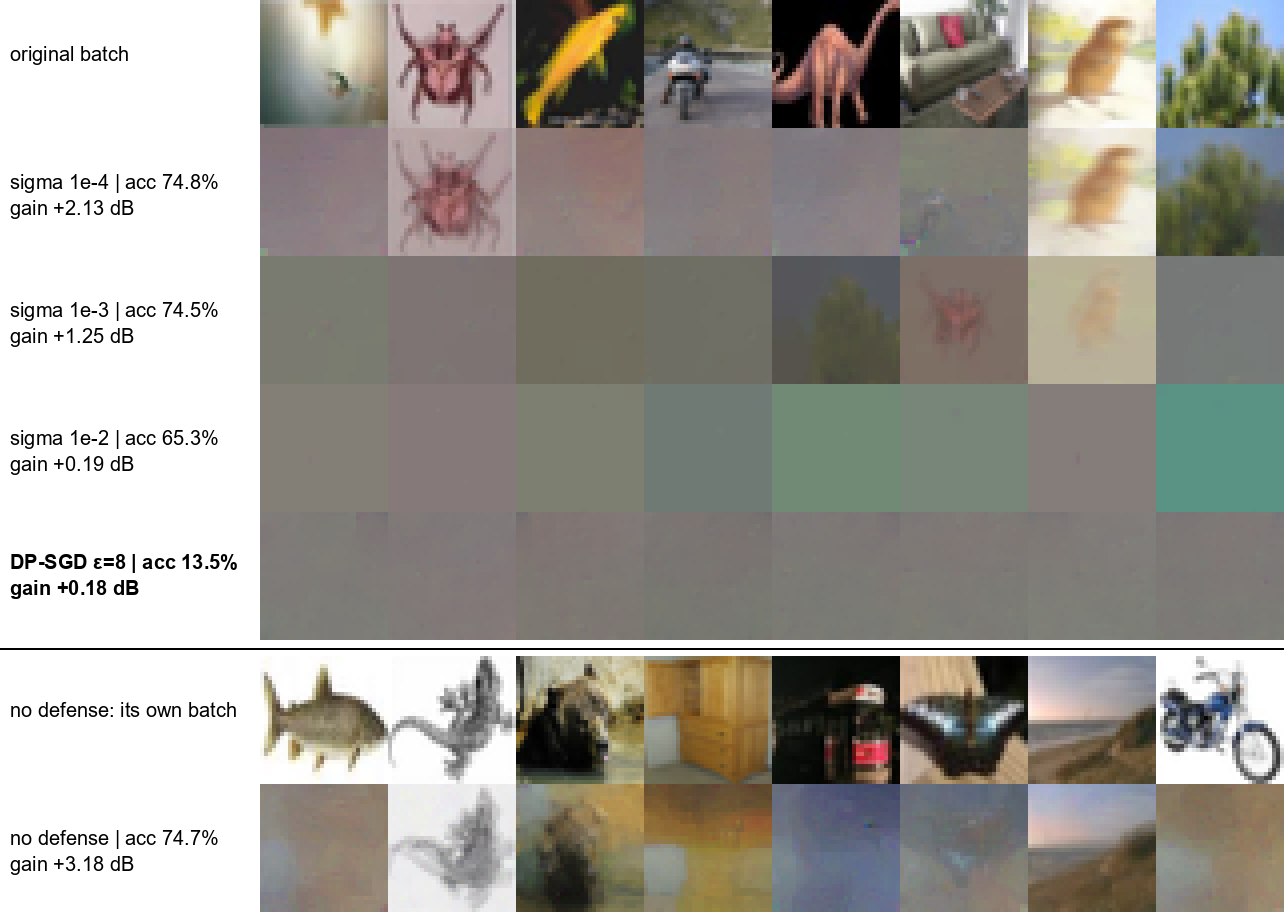 original batch
sigma 1e-4 | acc 74.8%
gain +2.13 dB
sigma 1e-3 | acc 74.5%
gain +1.25 dB
sigma 1e-2 | acc 65.3%
gain +0.19 dB
DP-SGD ε=8 | acc 13.5%
gain +0.18 dB
no defense: its own batch
no defense | acc 74.7%
gain +3.18 dB